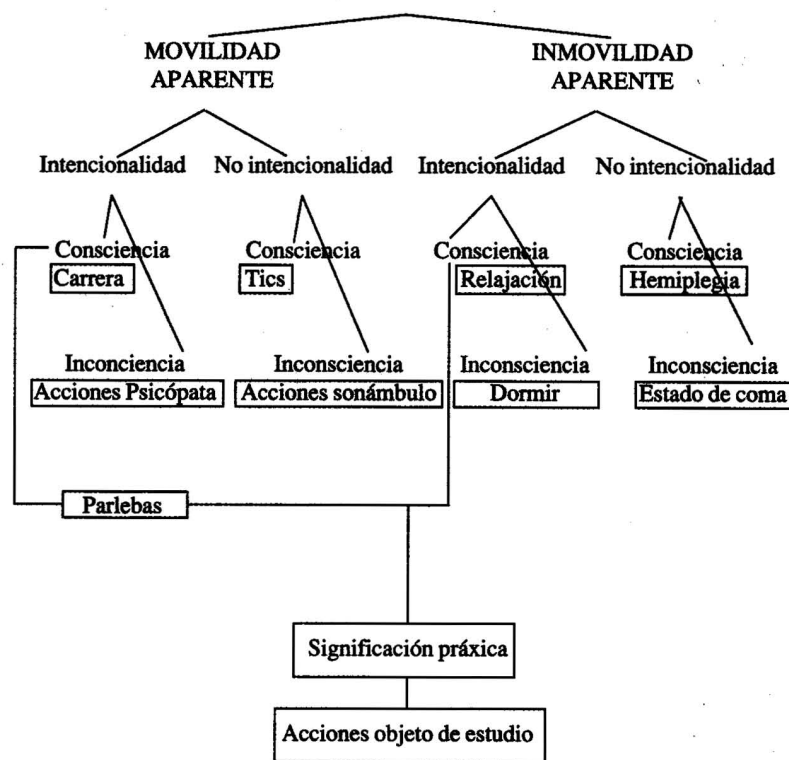 MOVILIDAD
APARENTE
INMOVILIDAD
APARENTE
Intencionalidad
No intencionalidad
Intencionalidad
No intencionalidad
Consciencia
Carrera
Consciencia
Tics
Consciencia
Relajación
Consciencia
Hemiplegia
Inconciencia
Acciones Psicópata
Inconsciencia
Acciones sonámbulo
Inconsciencia
Dormir
Inconsciencia
Estado de coma
Parlebas
Significación práxica
Acciones objeto de estudio